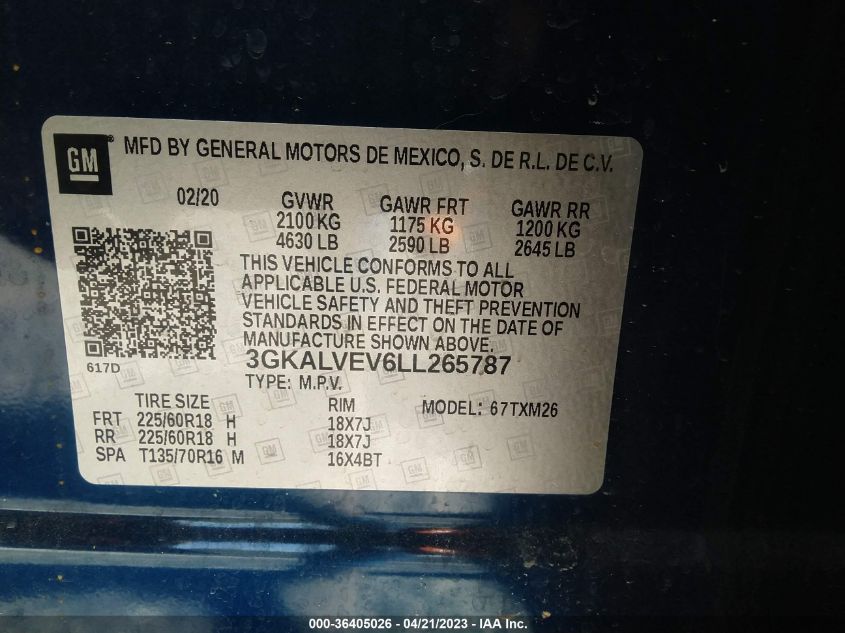 GM ® MFD BY GENERAL MOTORS DE MEXICO, S. DE R.L. DE C.V.
02/20 GVWR GAWR FRT GAWR RR
2100 KG 1175 KG 1200 KG
4630 LB 2590 LB 2645 LB
THIS VEHICLE CONFORMS TO ALL
APPLICABLE U.S. FEDERAL MOTOR
VEHICLE SAFETY AND THEFT PREVENTION
STANDARDS IN EFFECT ON THE DATE OF
MANUFACTURE SHOWN ABOVE.
3GKALVEV6LL265787
617D TYPE: M.P.V.
TIRE SIZE RIM MODEL: 67TXM26
FRT 225/60R18 H 18X7J
RR 225/60R18 H 18X7J
SPA T135/70R16 M 16X4BT
000-36405026 - 04/21/2023 - IAA Inc.